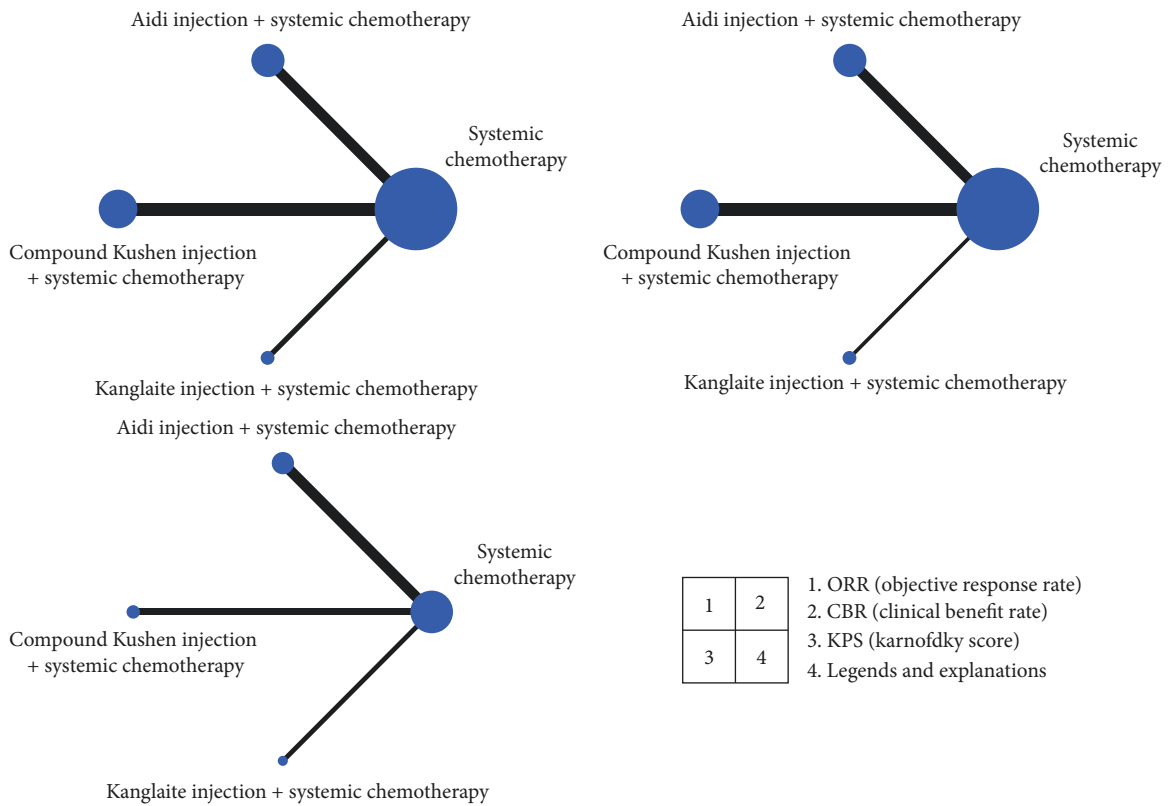 Aidi injection + systemic chemotherapy
Systemic
chemotherapy
Compound Kushen injection
+ systemic chemotherapy
Kanglaite injection + systemic chemotherapy
Aidi injection + systemic chemotherapy
Systemic
chemotherapy
Compound Kushen injection
+ systemic chemotherapy
Kanglaite injection + systemic chemotherapy
Aidi injection + systemic chemotherapy
Systemic
chemotherapy
Compound Kushen injection
+ systemic chemotherapy
Kanglaite injection + systemic chemotherapy
1 2
3 4
1. ORR (objective response rate)
2. CBR (clinical benefit rate)
3. KPS (karnofdky score)
4. Legends and explanations